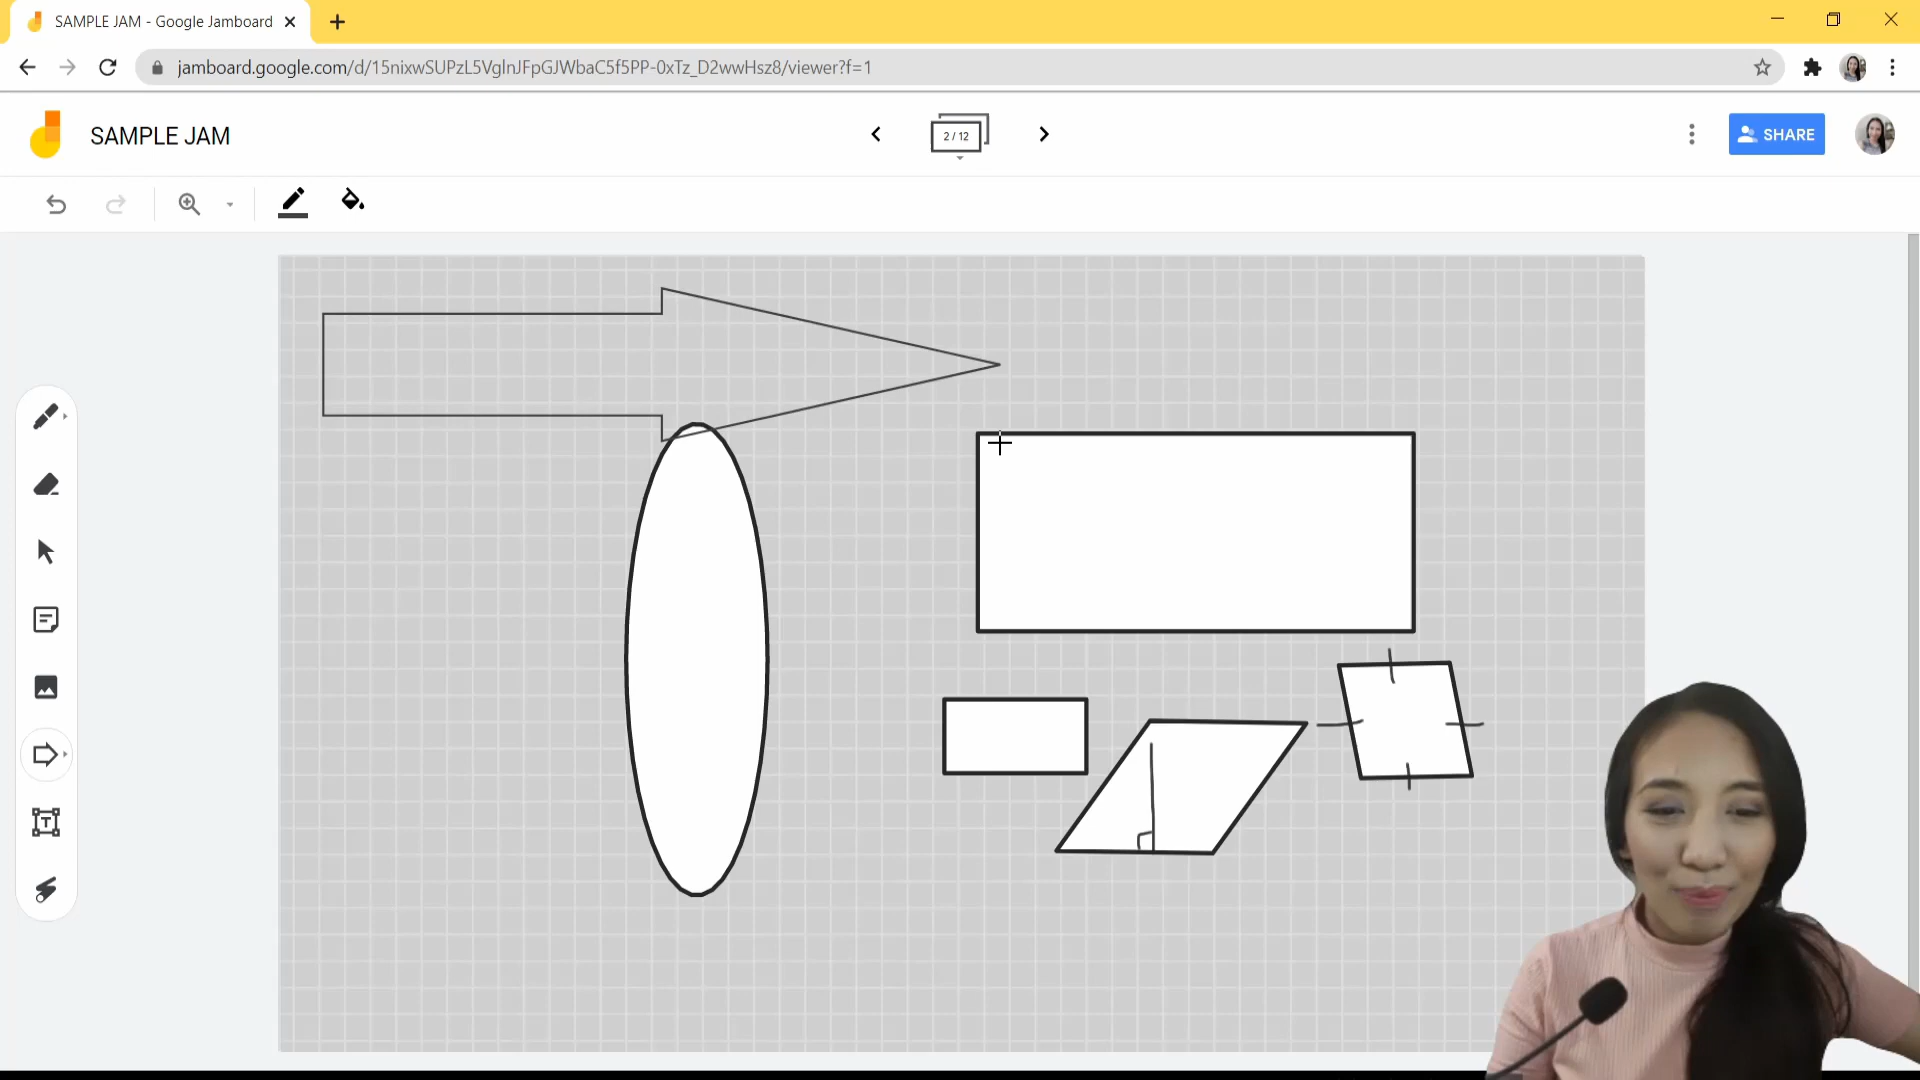 SAMPLE JAM - Google Jamboard
jamboard.google.com/d/15nixwSUPzL5VglnJFpGJWbaC5f5PP-0xTz_D2wwHsz8/viewer?f=1
SAMPLE JAM
2 / 12
SHARE
T